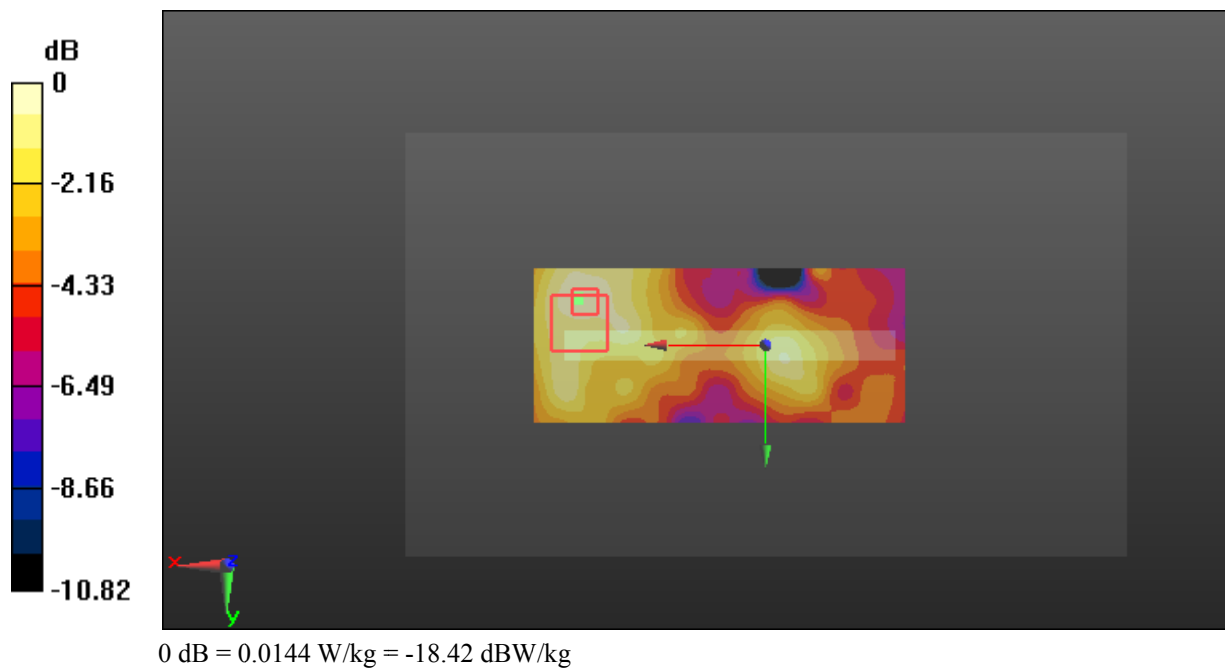 dB
0
-2.16
-4.33
-6.49
-8.66
-10.82
x
z
y
0 dB = 0.0144 W/kg = -18.42 dBW/kg